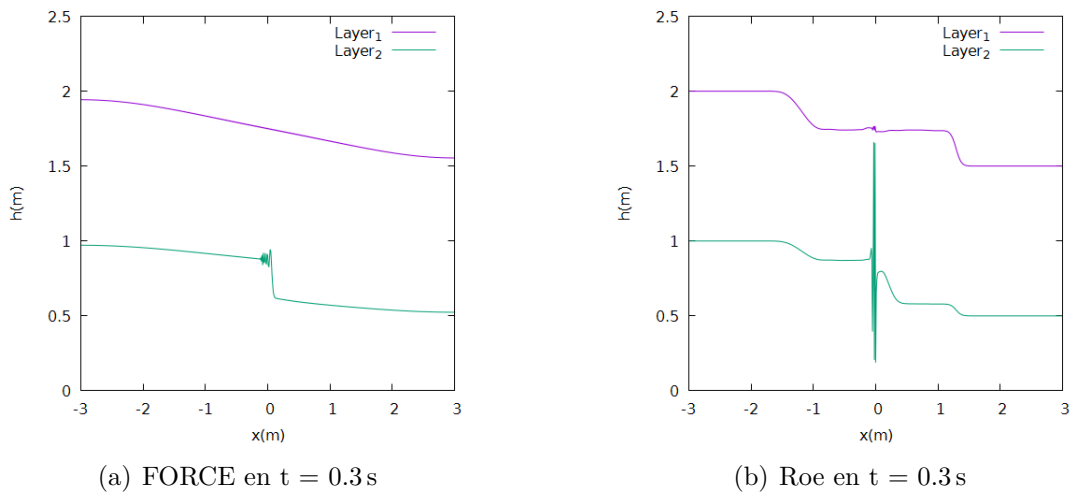 2.5
2
1.5
1
0.5
0
h(m)
-3 -2 -1 0 1 2 3
x(m)
Layer1
Layer2
(a) FORCE en t = 0.3 s
2.5
2
1.5
1
0.5
0
h(m)
-3 -2 -1 0 1 2 3
x(m)
Layer1
Layer2
(b) Roe en t = 0.3 s